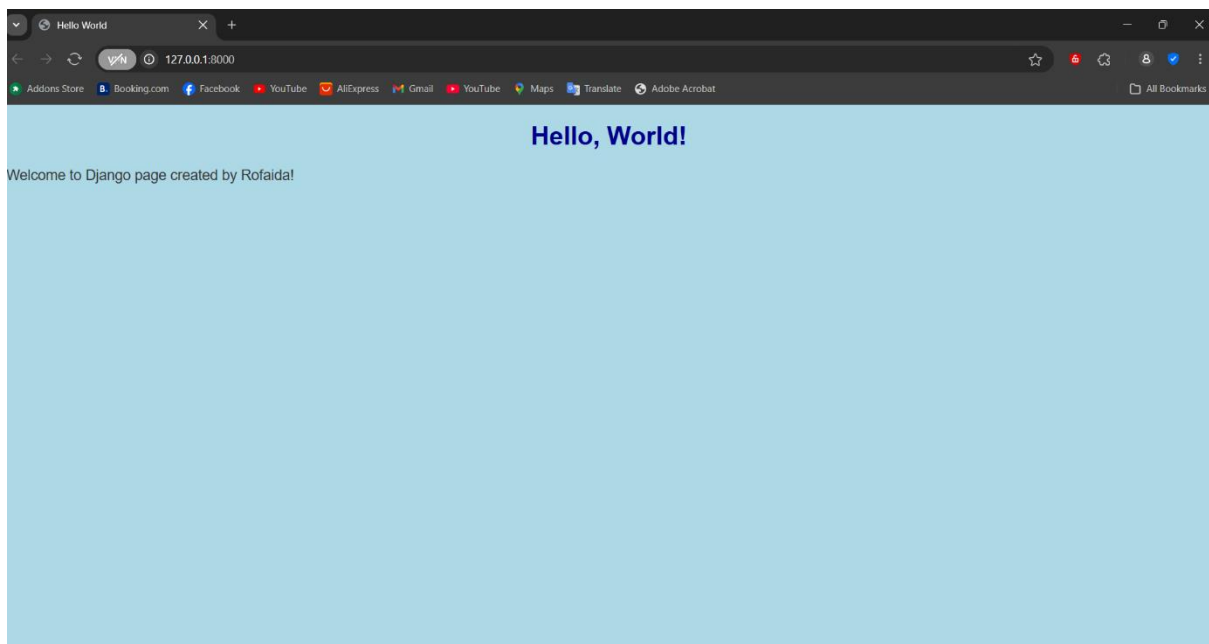 Hello World
127.0.0.1:8000
Addons Store B. Booking.com Facebook YouTube AliExpress Gmail YouTube Maps Translate Adobe Acrobat All Bookmarks
Hello, World!
Welcome to Django page created by Rofaida!